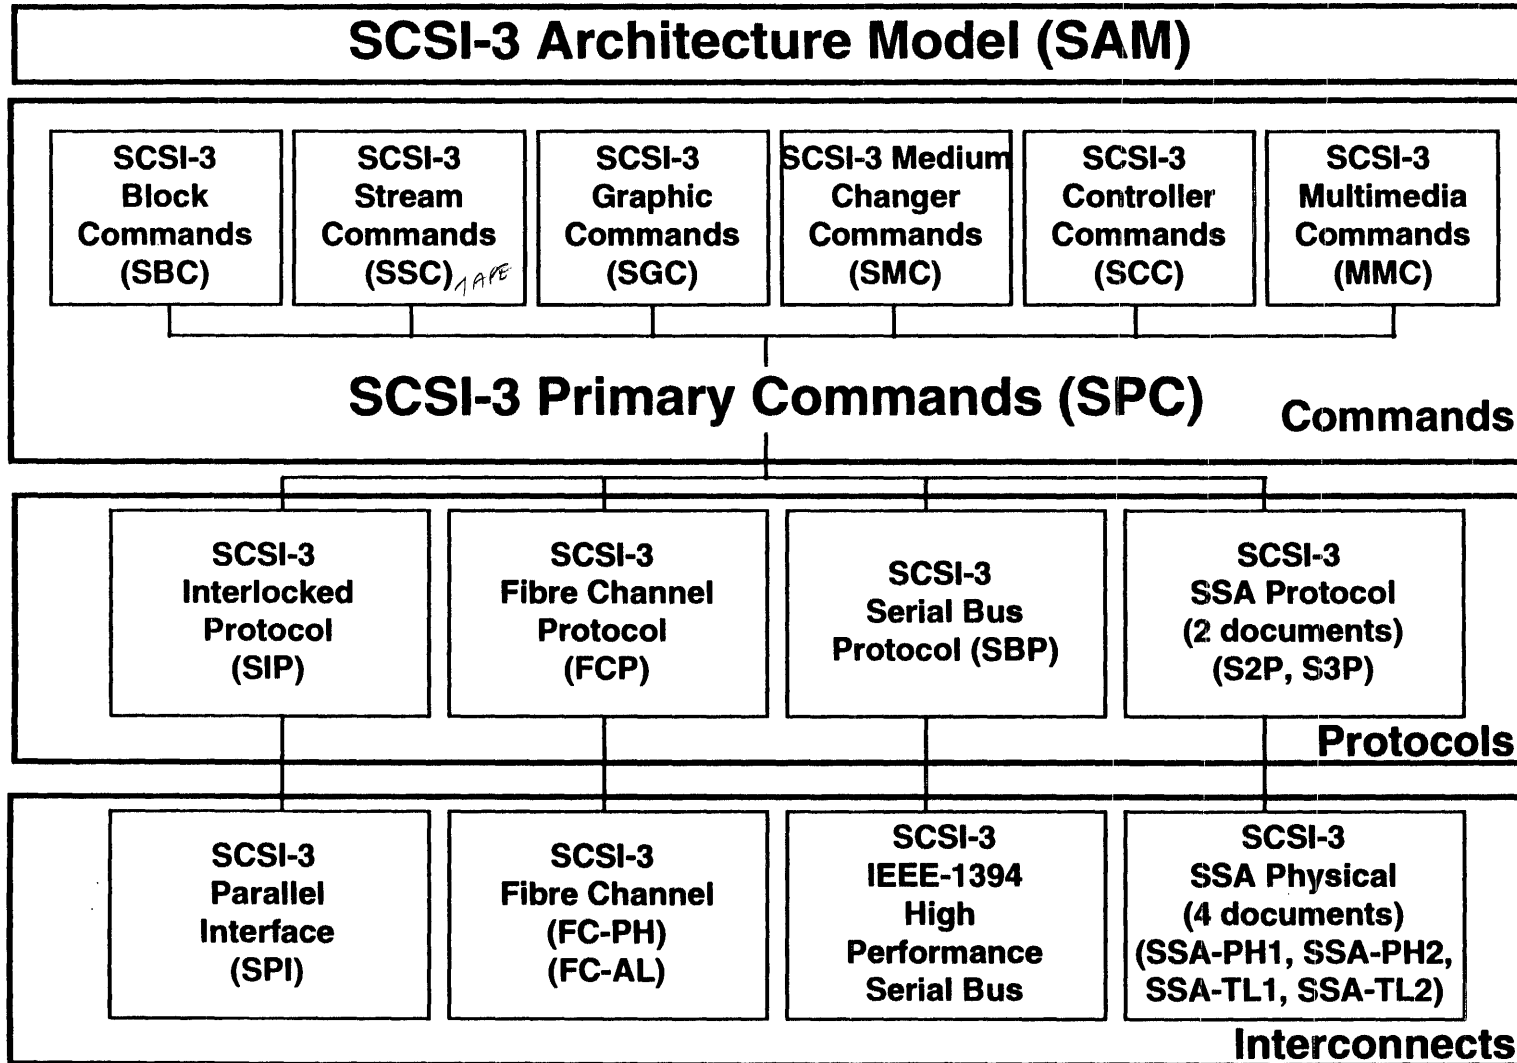 SCSI-3 Architecture Model (SAM)
SCSI-3
Block
Commands
(SBC)
SCSI-3
Stream
Commands
(SSC) TAPE
SCSI-3
Graphic
Commands
(SGC)
SCSI-3 Medium
Changer
Commands
(SMC)
SCSI-3
Controller
Commands
(SCC)
SCSI-3
Multimedia
Commands
(MMC)
SCSI-3 Primary Commands (SPC)
Commands
SCSI-3
Interlocked
Protocol
(SIP)
SCSI-3
Fibre Channel
Protocol
(FCP)
SCSI-3
Serial Bus
Protocol (SBP)
SCSI-3
SSA Protocol
(2 documents)
(S2P, S3P)
Protocols
SCSI-3
Parallel
Interface
(SPI)
SCSI-3
Fibre Channel
(FC-PH)
(FC-AL)
SCSI-3
IEEE-1394
High
Performance
Serial Bus
SCSI-3
SSA Physical
(4 documents)
(SSA-PH1, SSA-PH2,
SSA-TL1, SSA-TL2)
Interconnects